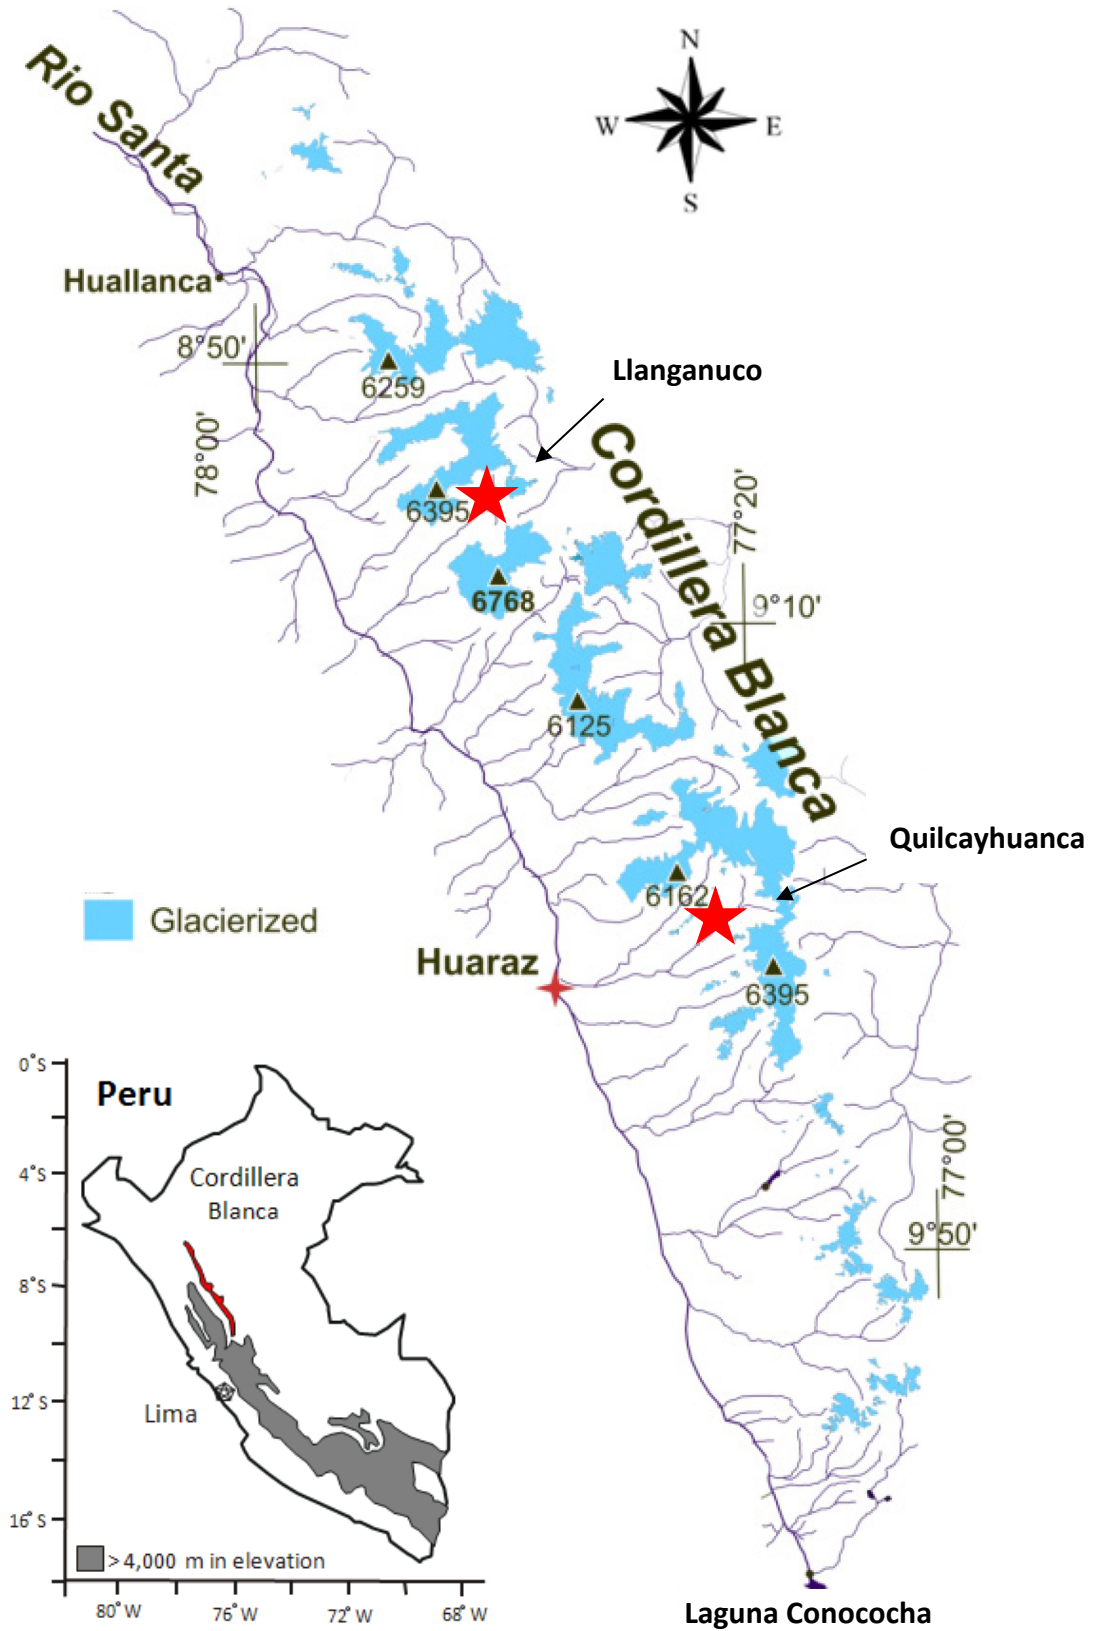 N
W
E
S
Rio Santa
Huallanca
8°50'
78°00'
6259
Llanganuco
Cordillera Blanca
6395
77°20'
6768
9°10'
6125
Quilcayhuanca
6162
Glacierized
Huaraz
6395
77°00'
9°50'
Laguna Conococha
Peru
Cordillera
Blanca
Lima
0°S
4°S
8°S
12°S
16°S
> 4,000 m in elevation
80°W
76°W
72°W
68°W